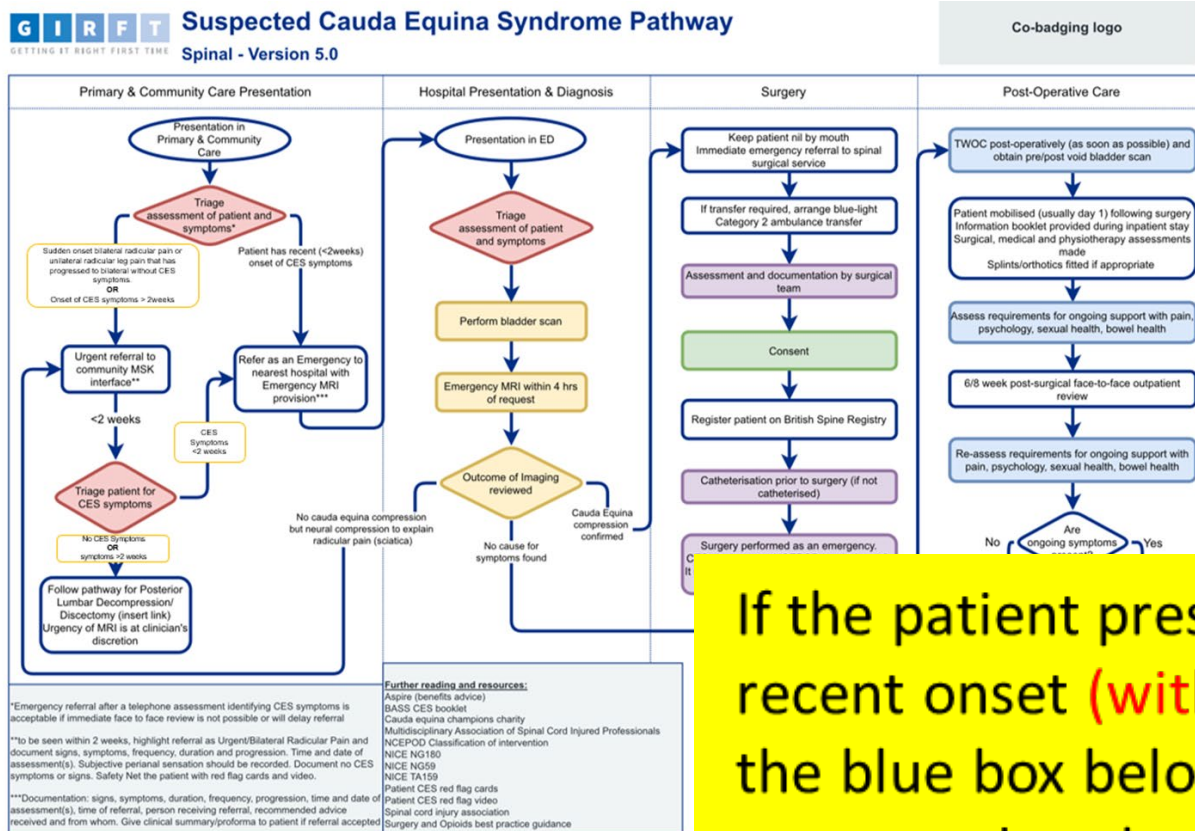 GIRFT
GETTING IT RIGHT FIRST TIME
Suspected Cauda Equina Syndrome Pathway
Spinal - Version 5.0
Co-badging logo
Primary & Community Care Presentation
Presentation in
Primary & Community
Care
Triage
assessment of patient and
symptoms*
Sudden onset bilateral radicular pain or
unilateral radicular leg pain that has
progressed to bilateral without CES
symptoms.
OR
Onset of CES symptoms > 2weeks
Patient has recent (<2weeks)
onset of CES symptoms
Urgent referral to
community MSK
interface**
Refer as an Emergency to
nearest hospital with
Emergency MRI
provision***
<2 weeks
CES
Symptoms
<2 weeks
Triage patient for
CES symptoms
No CES Symptoms
OR
symptoms >2 weeks
Follow pathway for Posterior
Lumbar Decompression/
Discectomy (insert link)
Urgency of MRI is at clinician's
discretion
Hospital Presentation & Diagnosis
Presentation in ED
Triage
assessment of patient
and symptoms
Perform bladder scan
Emergency MRI within 4 hrs
of request
Outcome of Imaging
reviewed
No cauda equina compression
but neural compression to explain
radicular pain (sciatica)
No cause for
symptoms found
Cauda Equina
compression
confirmed
Surgery
Keep patient nil by mouth
Immediate emergency referral to spinal
surgical service
If transfer required, arrange blue-light
Category 2 ambulance transfer
Assessment and documentation by surgical
team
Consent
Register patient on British Spine Registry
Catheterisation prior to surgery (if not
catheterised)
Surgery performed as an emergency.
C
It
Post-Operative Care
TWOC post-operatively (as soon as possible) and
obtain pre/post void bladder scan
Patient mobilised (usually day 1) following surgery
Information booklet provided during inpatient stay
Surgical, medical and physiotherapy assessments
made
Splints/orthotics fitted if appropriate
Assess requirements for ongoing support with pain,
psychology, sexual health, bowel health
6/8 week post-surgical face-to-face outpatient
review
Re-assess requirements for ongoing support with
pain, psychology, sexual health, bowel health
Are
ongoing symptoms
present?
No
Yes
*Emergency referral after a telephone assessment identifying CES symptoms is
acceptable if immediate face to face review is not possible or will delay referral
**to be seen within 2 weeks, highlight referral as Urgent/Bilateral Radicular Pain and
document signs, symptoms, frequency, duration and progression. Time and date of
assessment(s). Subjective perianal sensation should be recorded. Document no CES
symptoms or signs. Safety Net the patient with red flag cards and video.
***Documentation: signs, symptoms, duration, frequency, progression, time and date of
assessment(s), time of referral, person receiving referral, recommended advice
received and from whom. Give clinical summary/proforma to patient if referral accepted
Further reading and resources:
Aspire (benefits advice)
BASS CES booklet
Cauda equina champions charity
Multidisciplinary Association of Spinal Cord Injured Professionals
NCEPOD Classification of intervention
NICE NG180
NICE NG59
NICE TA159
Patient CES red flag cards
Patient CES red flag video
Spinal cord injury association
Surgery and Opioids best practice guidance
If the patient pres
recent onset (wit
the blue box belo